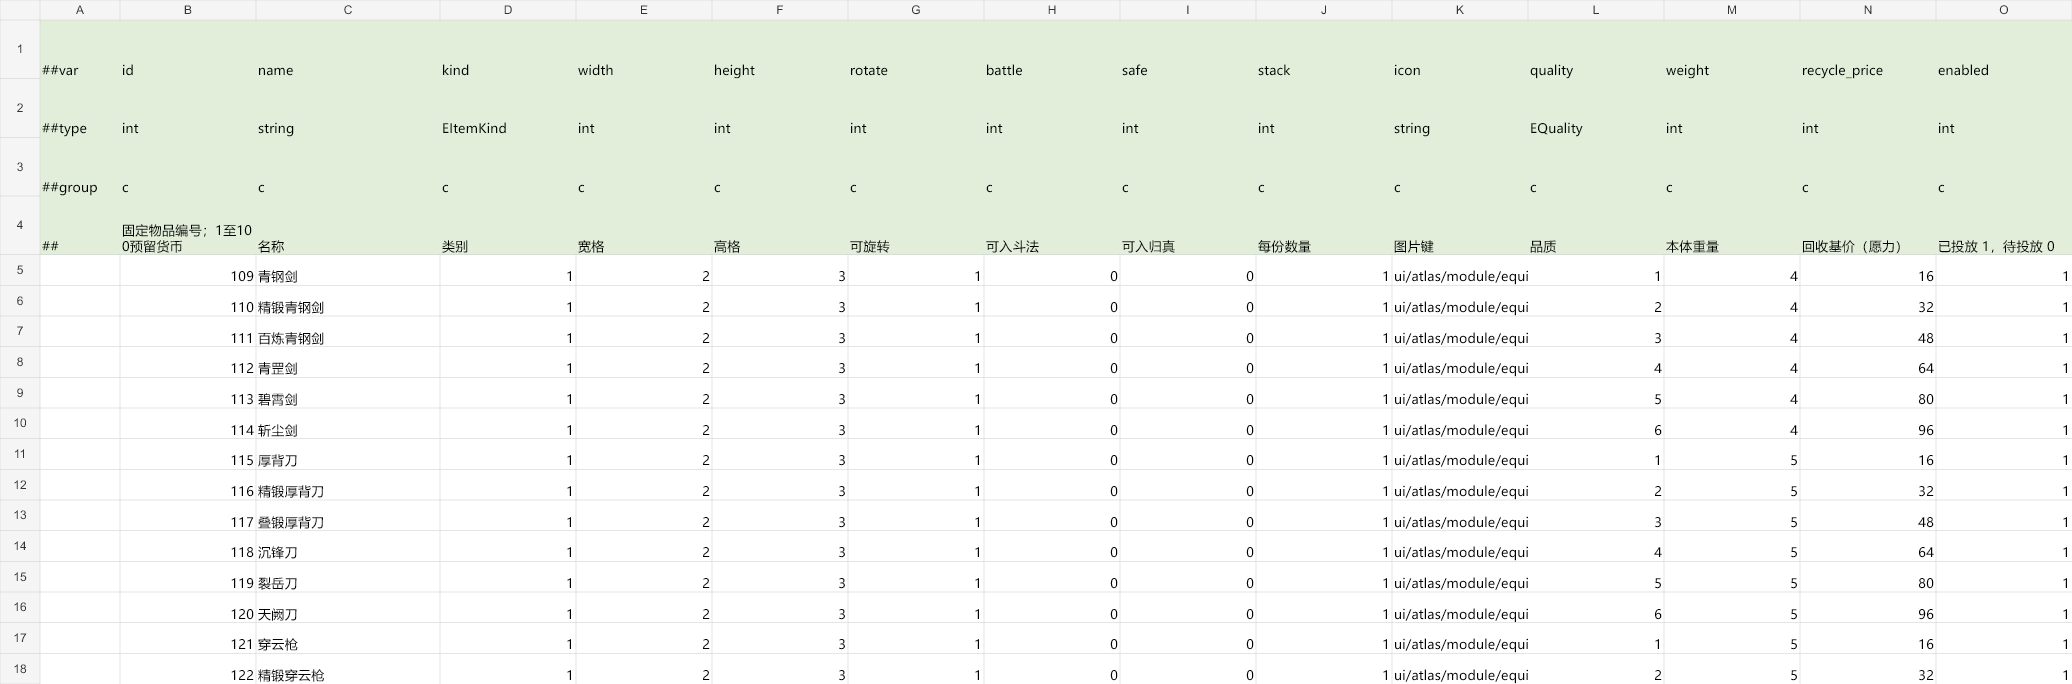 A B C D E F G H I J K L M N O
1 ##var id name kind width height rotate battle safe stack icon quality weight recycle_price enabled
2 ##type int string EItemKind int int int int int int string EQuality int int int
3 ##group c c c c c c c c c c c c c c
4 ## 固定物品编号；1至10
0预留货币 名称 类别 宽格 高格 可旋转 可入斗法 可入归真 每份数量 图片键 品质 本体重量 回收基价（愿力） 已投放 1，待投放 0
5 109 青钢剑 1 2 3 1 0 0 1 ui/atlas/module/equi 1 4 16 1
6 110 精锻青钢剑 1 2 3 1 0 0 1 ui/atlas/module/equi 2 4 32 1
7 111 百炼青钢剑 1 2 3 1 0 0 1 ui/atlas/module/equi 3 4 48 1
8 112 青罡剑 1 2 3 1 0 0 1 ui/atlas/module/equi 4 4 64 1
9 113 碧霄剑 1 2 3 1 0 0 1 ui/atlas/module/equi 5 4 80 1
10 114 斩尘剑 1 2 3 1 0 0 1 ui/atlas/module/equi 6 4 96 1
11 115 厚背刀 1 2 3 1 0 0 1 ui/atlas/module/equi 1 5 16 1
12 116 精锻厚背刀 1 2 3 1 0 0 1 ui/atlas/module/equi 2 5 32 1
13 117 叠锻厚背刀 1 2 3 1 0 0 1 ui/atlas/module/equi 3 5 48 1
14 118 沉锋刀 1 2 3 1 0 0 1 ui/atlas/module/equi 4 5 64 1
15 119 裂岳刀 1 2 3 1 0 0 1 ui/atlas/module/equi 5 5 80 1
16 120 天阙刀 1 2 3 1 0 0 1 ui/atlas/module/equi 6 5 96 1
17 121 穿云枪 1 2 3 1 0 0 1 ui/atlas/module/equi 1 5 16 1
18 122 精锻穿云枪 1 2 3 1 0 0 1 ui/atlas/module/equi 2 5 32 1